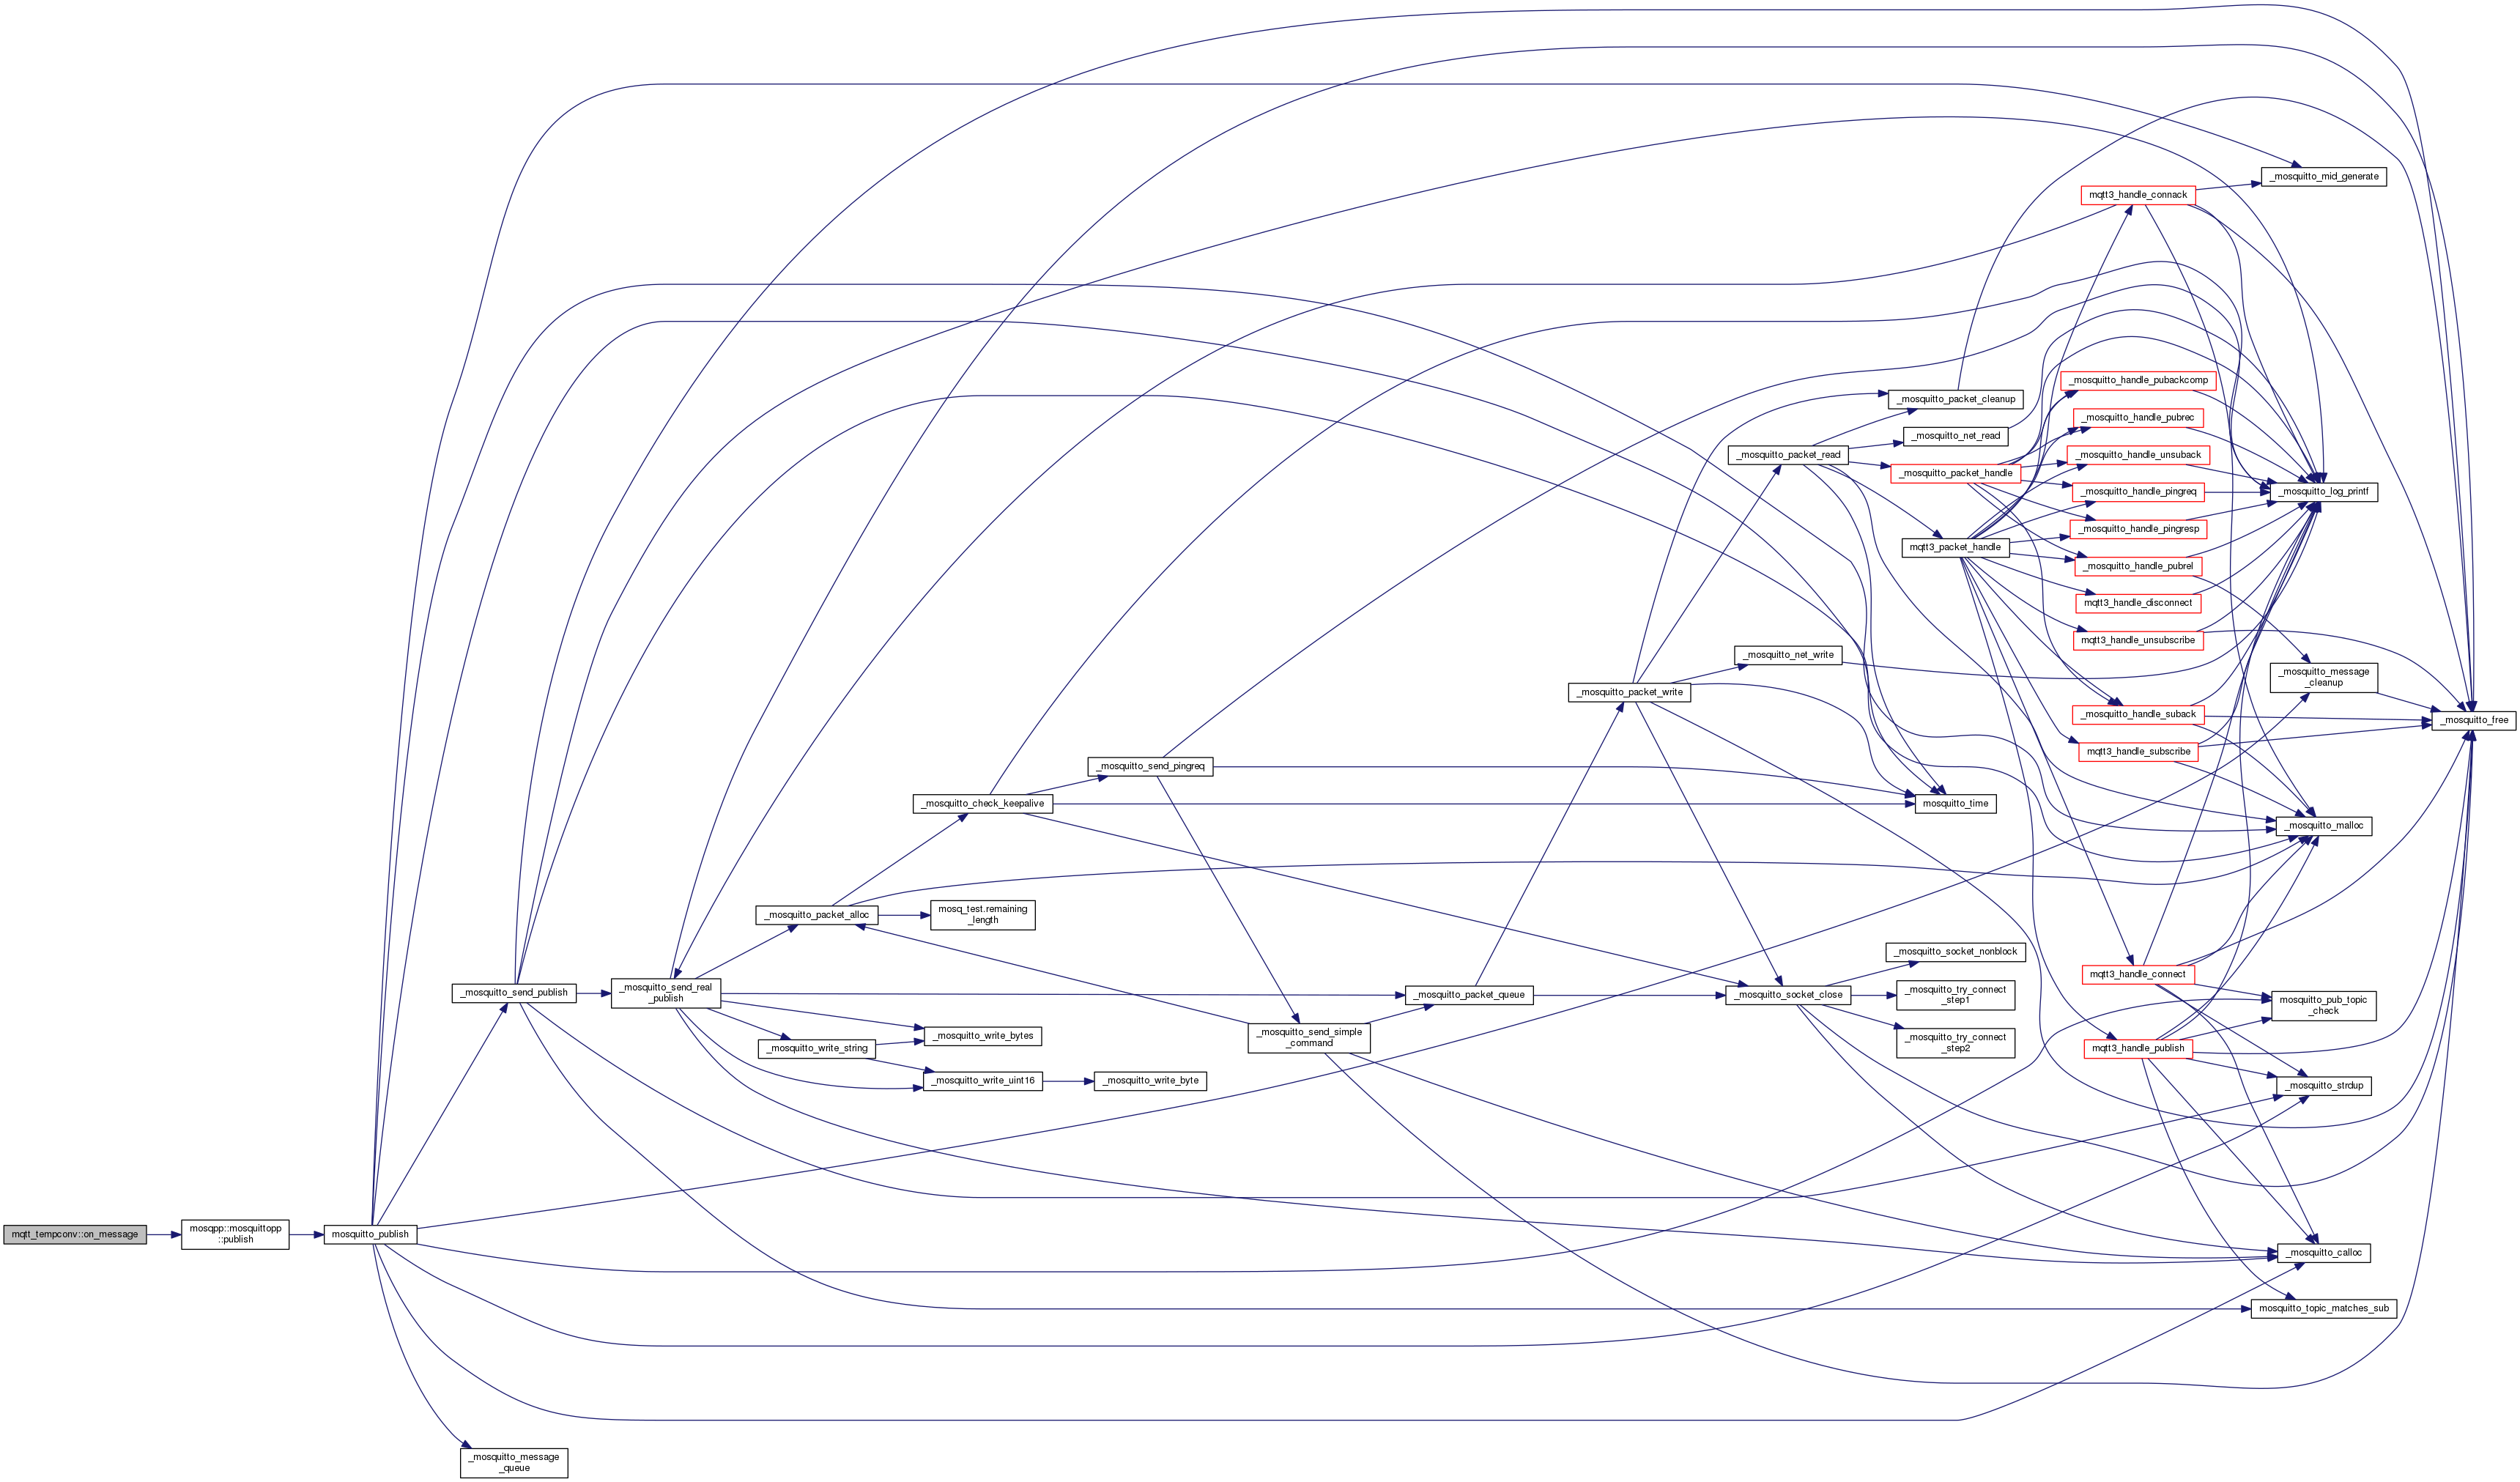 mqtt_tempconv::on_message
mosqpp::mosquittopp
::publish
mosquitto_publish
_mosquitto_send_publish
_mosquitto_message
_queue
_mosquitto_send_real
_publish
_mosquitto_packet_alloc
_mosquitto_write_string
_mosquitto_check_keepalive
mosq_test.remaining
_length
_mosquitto_write_bytes
_mosquitto_write_uint16
_mosquitto_send_pingreq
_mosquitto_write_byte
_mosquitto_send_simple
_command
_mosquitto_packet_queue
_mosquitto_packet_write
_mosquitto_packet_read
_mosquitto_net_write
_mosquitto_socket_close
_mosquitto_packet_cleanup
_mosquitto_net_read
_mosquitto_packet_handle
mqtt3_packet_handle
mosquitto_time
_mosquitto_socket_nonblock
_mosquitto_try_connect
_step1
_mosquitto_try_connect
_step2
mqtt3_handle_connack
_mosquitto_handle_pubackcomp
_mosquitto_handle_pubrec
_mosquitto_handle_unsuback
_mosquitto_handle_pingreq
_mosquitto_handle_pingresp
_mosquitto_handle_pubrel
mqtt3_handle_disconnect
mqtt3_handle_unsubscribe
_mosquitto_handle_suback
mqtt3_handle_subscribe
mqtt3_handle_connect
mqtt3_handle_publish
_mosquitto_mid_generate
_mosquitto_log_printf
_mosquitto_message
_cleanup
_mosquitto_free
_mosquitto_malloc
mosquitto_pub_topic
_check
_mosquitto_strdup
_mosquitto_calloc
mosquitto_topic_matches_sub